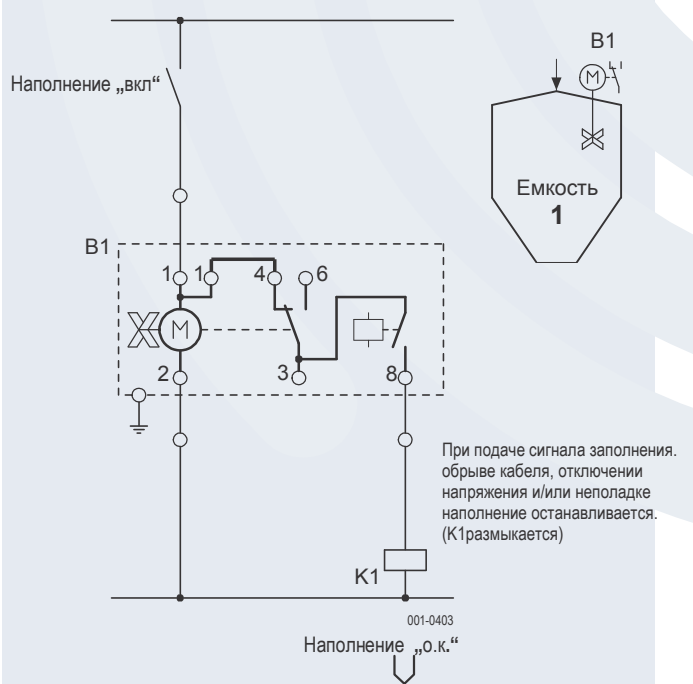 B1
Наполнение „вкл“
M
Емкость
1
B1
1 1 4 6
M
2 3 8
При подаче сигнала заполнения.
обрыве кабеля, отключении
напряжения и/или неполадке
наполнение останавливается.
(К1размыкается)
K1
001-0403
Наполнение „о.к.“